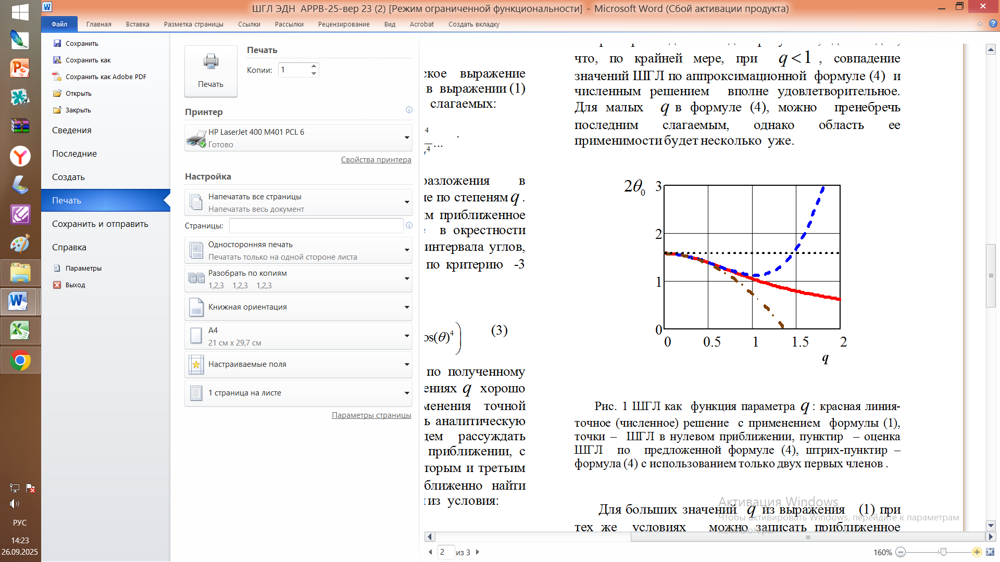 ШГЛ ЭДН АРРВ-25-вер 23 (2) [Режим ограниченной функциональности] - Microsoft Word (Сбой активации продукта)
Файл Главная Вставка Разметка страницы Ссылки Рассылки Рецензирование Вид Acrobat Создать вкладку
Сохранить
Сохранить как
Сохранить как Adobe PDF
Открыть
Закрыть
Сведения
Последние
Создать
Печать
Сохранить и отправить
Справка
Параметры
Выход
Печать
Печать
Копии: 1
Принтер
HP LaserJet 400 M401 PCL 6
Готово
Свойства принтера
Настройка
Напечатать все страницы
Напечатать весь документ
Страницы:
Односторонняя печать
Печатать только на одной стороне листа
Разобрать по копиям
1,2,3 1,2,3 1,2,3
Книжная ориентация
A4
21 см x 29,7 см
Настраиваемые поля
1 страница на листе
Параметры страницы
ское выражение
в выражении (1)
слагаемых:
4
4 ... .
разложения в
ие по степеням q .
м приближенное
в окрестности
интервала углов,
по критерию -3
os(θ)⁴) (3)
по полученному
ениях q хорошо
менения точной
ь аналитическую
ем рассуждать
приближении, с
торым и третьим
ближенно найти
из условия:
что, по крайней мере, при q<1 , совпадение
значений ШГЛ по аппроксимационной формуле (4) и
численным решением вполне удовлетворительное.
Для малых q в формуле (4), можно пренебречь
последним слагаемым, однако область ее
применимости будет несколько уже.
2θ₀ 3
2
1
0
0 0.5 1 1.5 2
q
Рис. 1 ШГЛ как функция параметра q : красная линия-
точное (численное) решение с применением формулы (1),
точки – ШГЛ в нулевом приближении, пунктир – оценка
ШГЛ по предложенной формуле (4), штрих-пунктир –
формула (4) с использованием только двух первых членов .
Для больших значений q из выражения (1) при
тех же условиях можно записать приближенное
Активация Windows
Чтобы активировать Windows, перейдите к параметрам
компьютера.
2 из 3
160%
РУС
14:23
26.09.2025